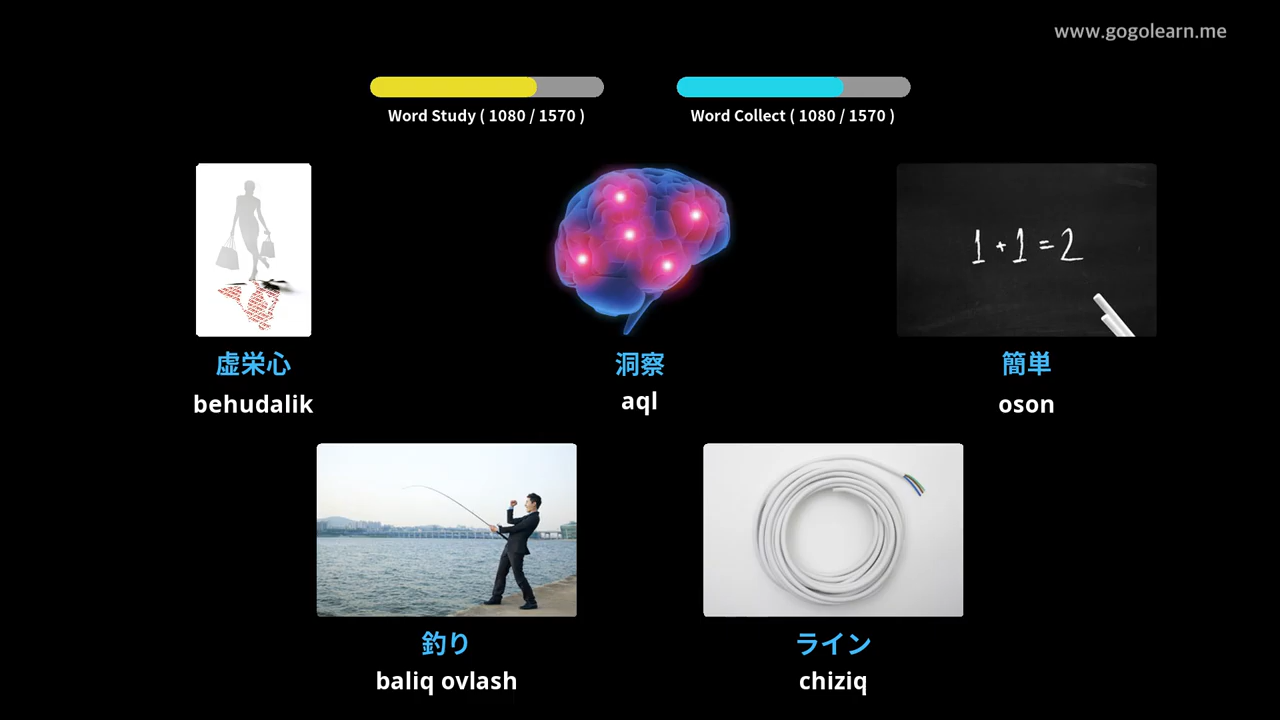 www.gogolearn.me
Word Study ( 1080 / 1570 )
Word Collect ( 1080 / 1570 )
1 + 1 = 2
虚栄心
behudalik
洞察
aql
簡単
oson
釣り
baliq ovlash
ライン
chiziq